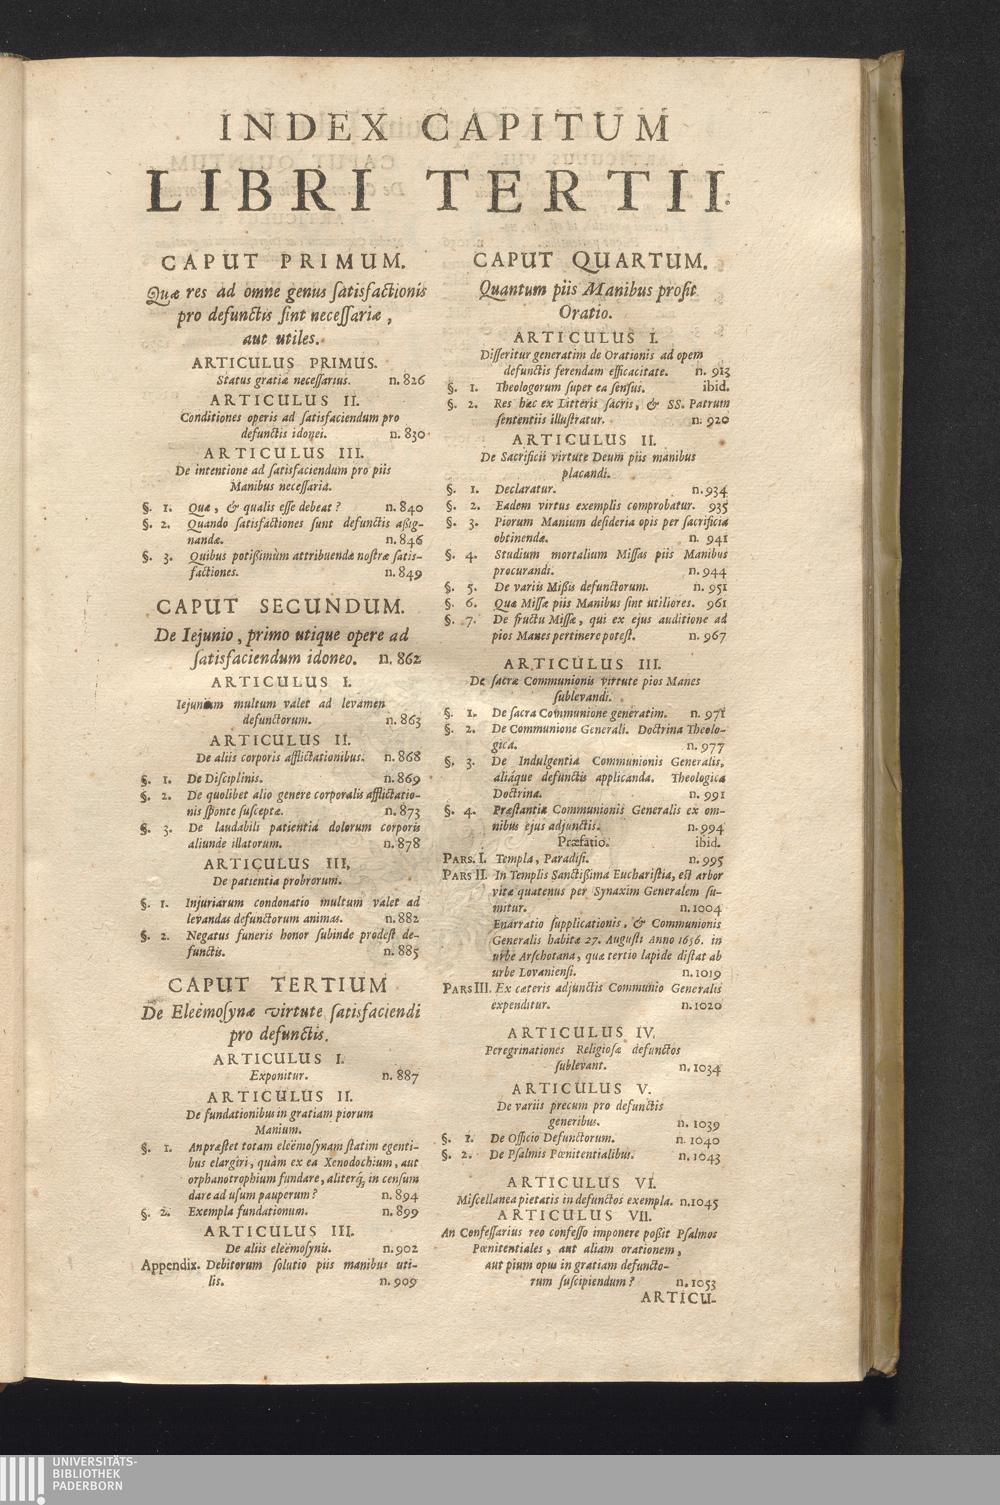 INDEX CAPITUM
LIBRI TERTII.
CAPUT PRIMUM.
Quæ res ad omne genus ſatisfactionis
pro defunctis ſint neceſſariæ,
aut utiles.
ARTICULUS PRIMUS.
Status gratiæ neceſſarius. n. 826
ARTICULUS II.
Conditiones operis ad ſatisfaciendum pro
defunctis idonei. n. 830
ARTICULUS III.
De intentione ad ſatisfaciendum pro piis
Manibus neceſſaria.
§. 1. Quæ, & qualis eſſe debeat? n. 840
§. 2. Quando ſatisfactiones ſunt defunctis aßig-
nandæ. n. 846
§. 3. Quibus potißimùm attribuendæ noſtræ ſatis-
factiones. n. 849
CAPUT SECUNDUM.
De Iejunio, primo utique opere ad
ſatisfaciendum idoneo. n. 862
ARTICULUS I.
Iejunium multum valet ad levamen
defunctorum. n. 863
ARTICULUS II.
De aliis corporis afflictationibus. n. 868
§. 1. De Diſciplinis. n. 869
§. 2. De quolibet alio genere corporalis afflictatio-
nis ſponte ſuſceptæ. n. 873
§. 3. De laudabili patientia dolorum corporis
aliunde illatorum. n. 878
ARTICULUS III.
De patientia probrorum.
§. 1. Injuriarum condonatio multum valet ad
levandas defunctorum animas. n. 882
§. 2. Negatus funeris honor ſubinde prodeſt de-
functis. n. 885
CAPUT TERTIUM
De Eleëmoſynæ virtute ſatisfaciendi
pro defunctis.
ARTICULUS I.
Exponitur. n. 887
ARTICULUS II.
De fundationibus in gratiam piorum
Manium.
§. 1. An præſtet totam eleëmoſynam ſtatim egenti-
bus elargiri, quàm ex ea Xenodochium, aut
orphanotrophium fundare, aliterq́; in cenſum
dare ad uſum pauperum? n. 894
§. 2. Exempla fundationum. n. 899
ARTICULUS III.
De aliis eleëmoſynis. n. 902
Appendix. Debitorum ſolutio piis manibus uti-
lis. n. 909
CAPUT QUARTUM.
Quantum piis Manibus proſit
Oratio.
ARTICULUS I.
Diſſeritur generatim de Orationis ad opem
defunctis ferendam efficacitate. n. 913
§. 1. Theologorum ſuper ea ſenſus. ibid.
§. 2. Res hæc ex Litteris ſacris, & SS. Patrum
ſententiis illuſtratur. n. 920
ARTICULUS II.
De Sacrificii virtute Deum piis manibus
placandi.
§. 1. Declaratur. n. 934
§. 2. Eadem virtus exemplis comprobatur. 935
§. 3. Piorum Manium deſideria opis per ſacrificia
obtinendæ. n. 941
§. 4. Studium mortalium Miſſas piis Manibus
procurandi. n. 944
§. 5. De variis Mißis defunctorum. n. 951
§. 6. Quæ Miſſæ piis Manibus ſint utiliores. 961
§. 7. De fructu Miſſæ, qui ex ejus auditione ad
pios Manes pertinere poteſt. n. 967
ARTICULUS III.
De ſacræ Communionis virtute pios Manes
ſublevandi.
§. 1. De ſacra Communione generatim. n. 971
§. 2. De Communione Generali. Doctrina Theolo-
gica. n. 977
§. 3. De Indulgentia Communionis Generalis,
aliáque defunctis applicanda. Theologica
Doctrina. n. 991
§. 4. Præſtantia Communionis Generalis ex om-
nibus ejus adjunctis. n. 994
Præfatio. ibid.
PARS. I. Templa, Paradiſi. n. 995
PARS II. In Templis Sanctißima Euchariſtia, eſt arbor
vitæ quatenus per Synaxim Generalem ſu-
mitur. n. 1004
Enarratio ſupplicationis, & Communionis
Generalis habitæ 27. Auguſti Anno 1656. in
urbe Arſchotana, quæ tertio lapide diſtat ab
urbe Lovanienſi. n. 1019
PARS III. Ex cæteris adjunctis Communio Generalis
expenditur. n. 1020
ARTICULUS IV.
Peregrinationes Religioſæ defunctos
ſublevant. n. 1034
ARTICULUS V.
De variis precum pro defunctis
generibus. n. 1039
§. 1. De Officio Defunctorum. n. 1040
§. 2. De Pſalmis Pœnitentialibus. n. 1043
ARTICULUS VI.
Miſcellanea pietatis in defunctos exempla. n. 1045
ARTICULUS VII.
An Confeſſarius reo confeſſo imponere poßit Pſalmos
Pœnitentiales, aut aliam orationem,
aut pium opus in gratiam defuncto-
rum ſuſcipiendum? n. 1053
ARTICU-
UNIVERSITÄTS-
BIBLIOTHEK
PADERBORN